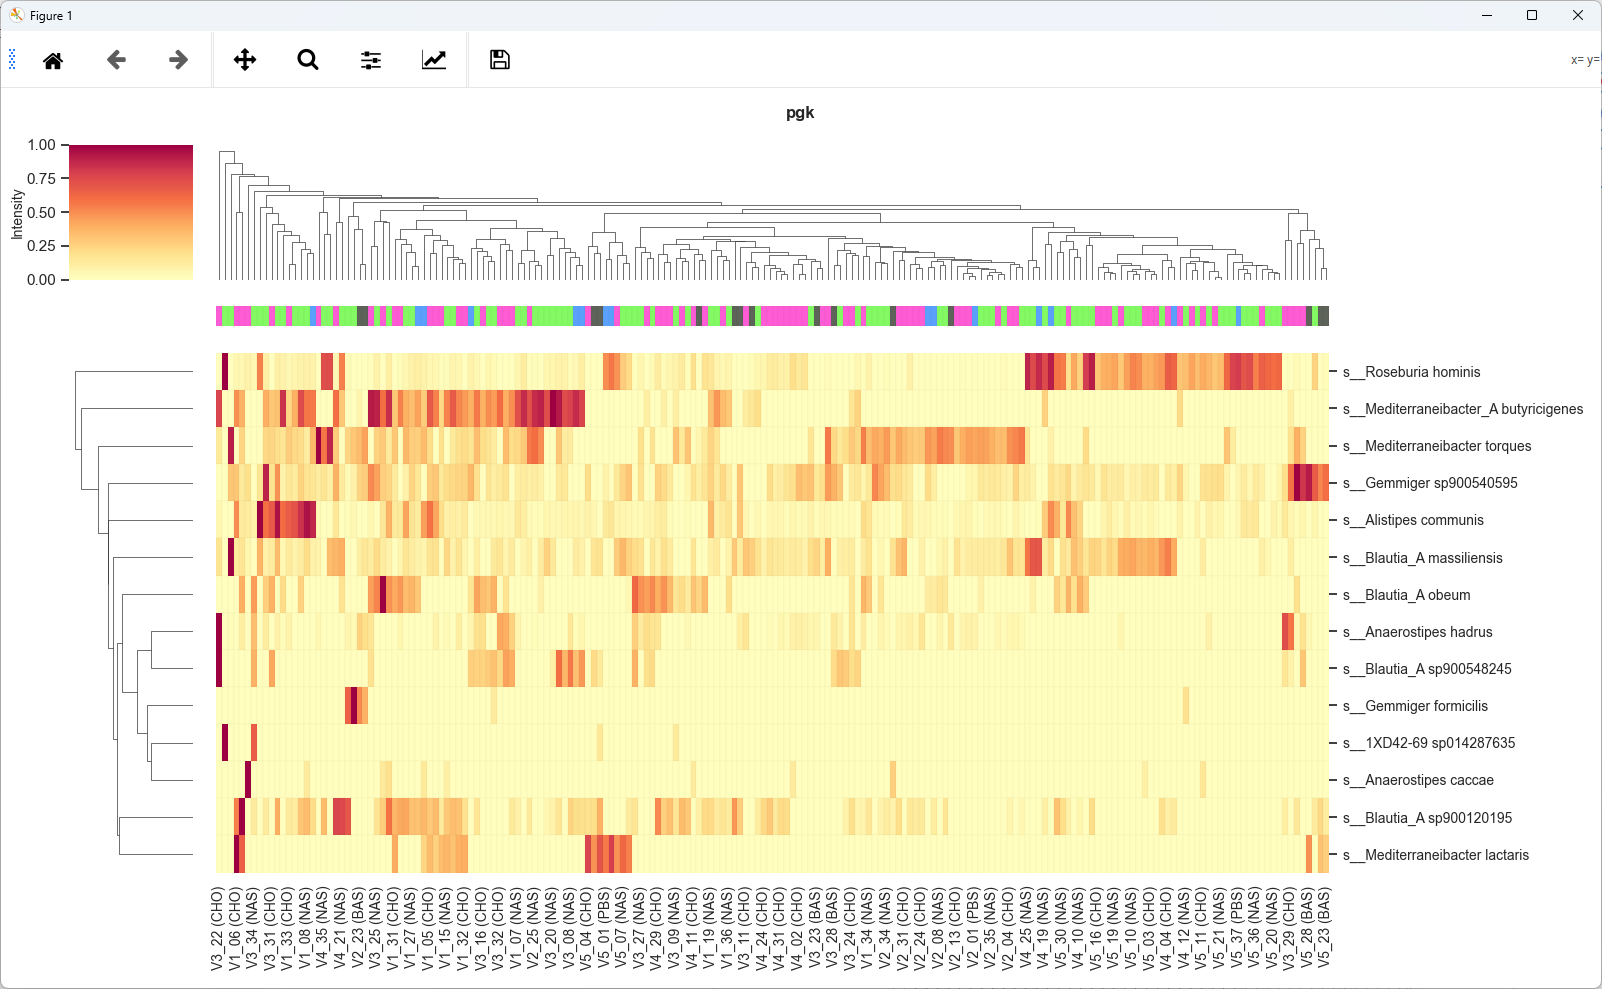 Figure 1
x= y=
pgk
1.00
0.75
0.50
0.25
0.00
Intensity
s__Roseburia hominis
s__Mediterraneibacter_A butyricigenes
s__Mediterraneibacter torques
s__Gemmiger sp900540595
s__Alistipes communis
s__Blautia_A massiliensis
s__Blautia_A obeum
s__Anaerostipes hadrus
s__Blautia_A sp900548245
s__Gemmiger formicilis
s__1XD42-69 sp014287635
s__Anaerostipes caccae
s__Blautia_A sp900120195
s__Mediterraneibacter lactaris
V3_22 (CHO)
V1_06 (CHO)
V3_34 (NAS)
V3_31 (CHO)
V1_33 (CHO)
V1_08 (NAS)
V4_35 (NAS)
V4_21 (NAS)
V2_23 (BAS)
V3_25 (NAS)
V1_31 (CHO)
V1_27 (NAS)
V1_05 (CHO)
V1_15 (NAS)
V1_32 (CHO)
V3_16 (CHO)
V3_32 (CHO)
V1_07 (NAS)
V2_25 (NAS)
V2_20 (NAS)
V3_08 (NAS)
V5_04 (CHO)
V5_01 (PBS)
V5_07 (NAS)
V3_27 (NAS)
V4_29 (CHO)
V3_09 (NAS)
V4_11 (CHO)
V1_19 (NAS)
V1_36 (NAS)
V3_11 (CHO)
V4_24 (CHO)
V4_31 (CHO)
V4_02 (CHO)
V3_23 (BAS)
V3_28 (BAS)
V3_24 (CHO)
V1_34 (NAS)
V2_34 (NAS)
V2_31 (CHO)
V2_24 (CHO)
V2_08 (NAS)
V2_13 (CHO)
V2_01 (PBS)
V2_35 (NAS)
V2_04 (CHO)
V4_25 (NAS)
V4_19 (NAS)
V5_30 (NAS)
V4_10 (NAS)
V5_16 (CHO)
V5_19 (NAS)
V5_10 (NAS)
V5_03 (CHO)
V4_04 (CHO)
V4_12 (NAS)
V5_11 (CHO)
V5_21 (NAS)
V5_37 (PBS)
V5_36 (NAS)
V5_20 (NAS)
V3_29 (CHO)
V5_28 (BAS)
V5_23 (BAS)